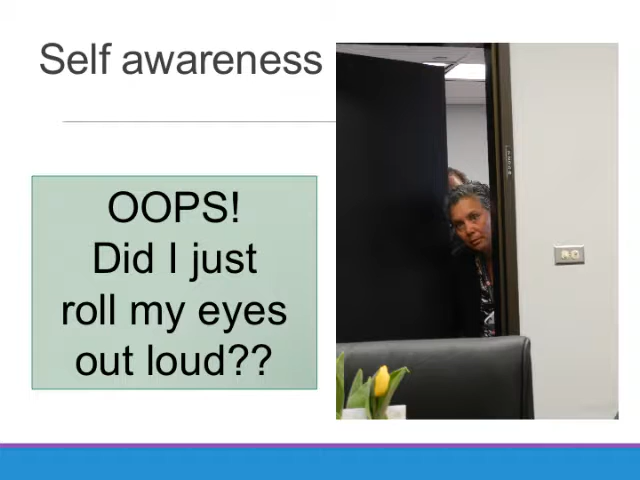 Self awareness
OOPS!
Did I just
roll my eyes
out loud??